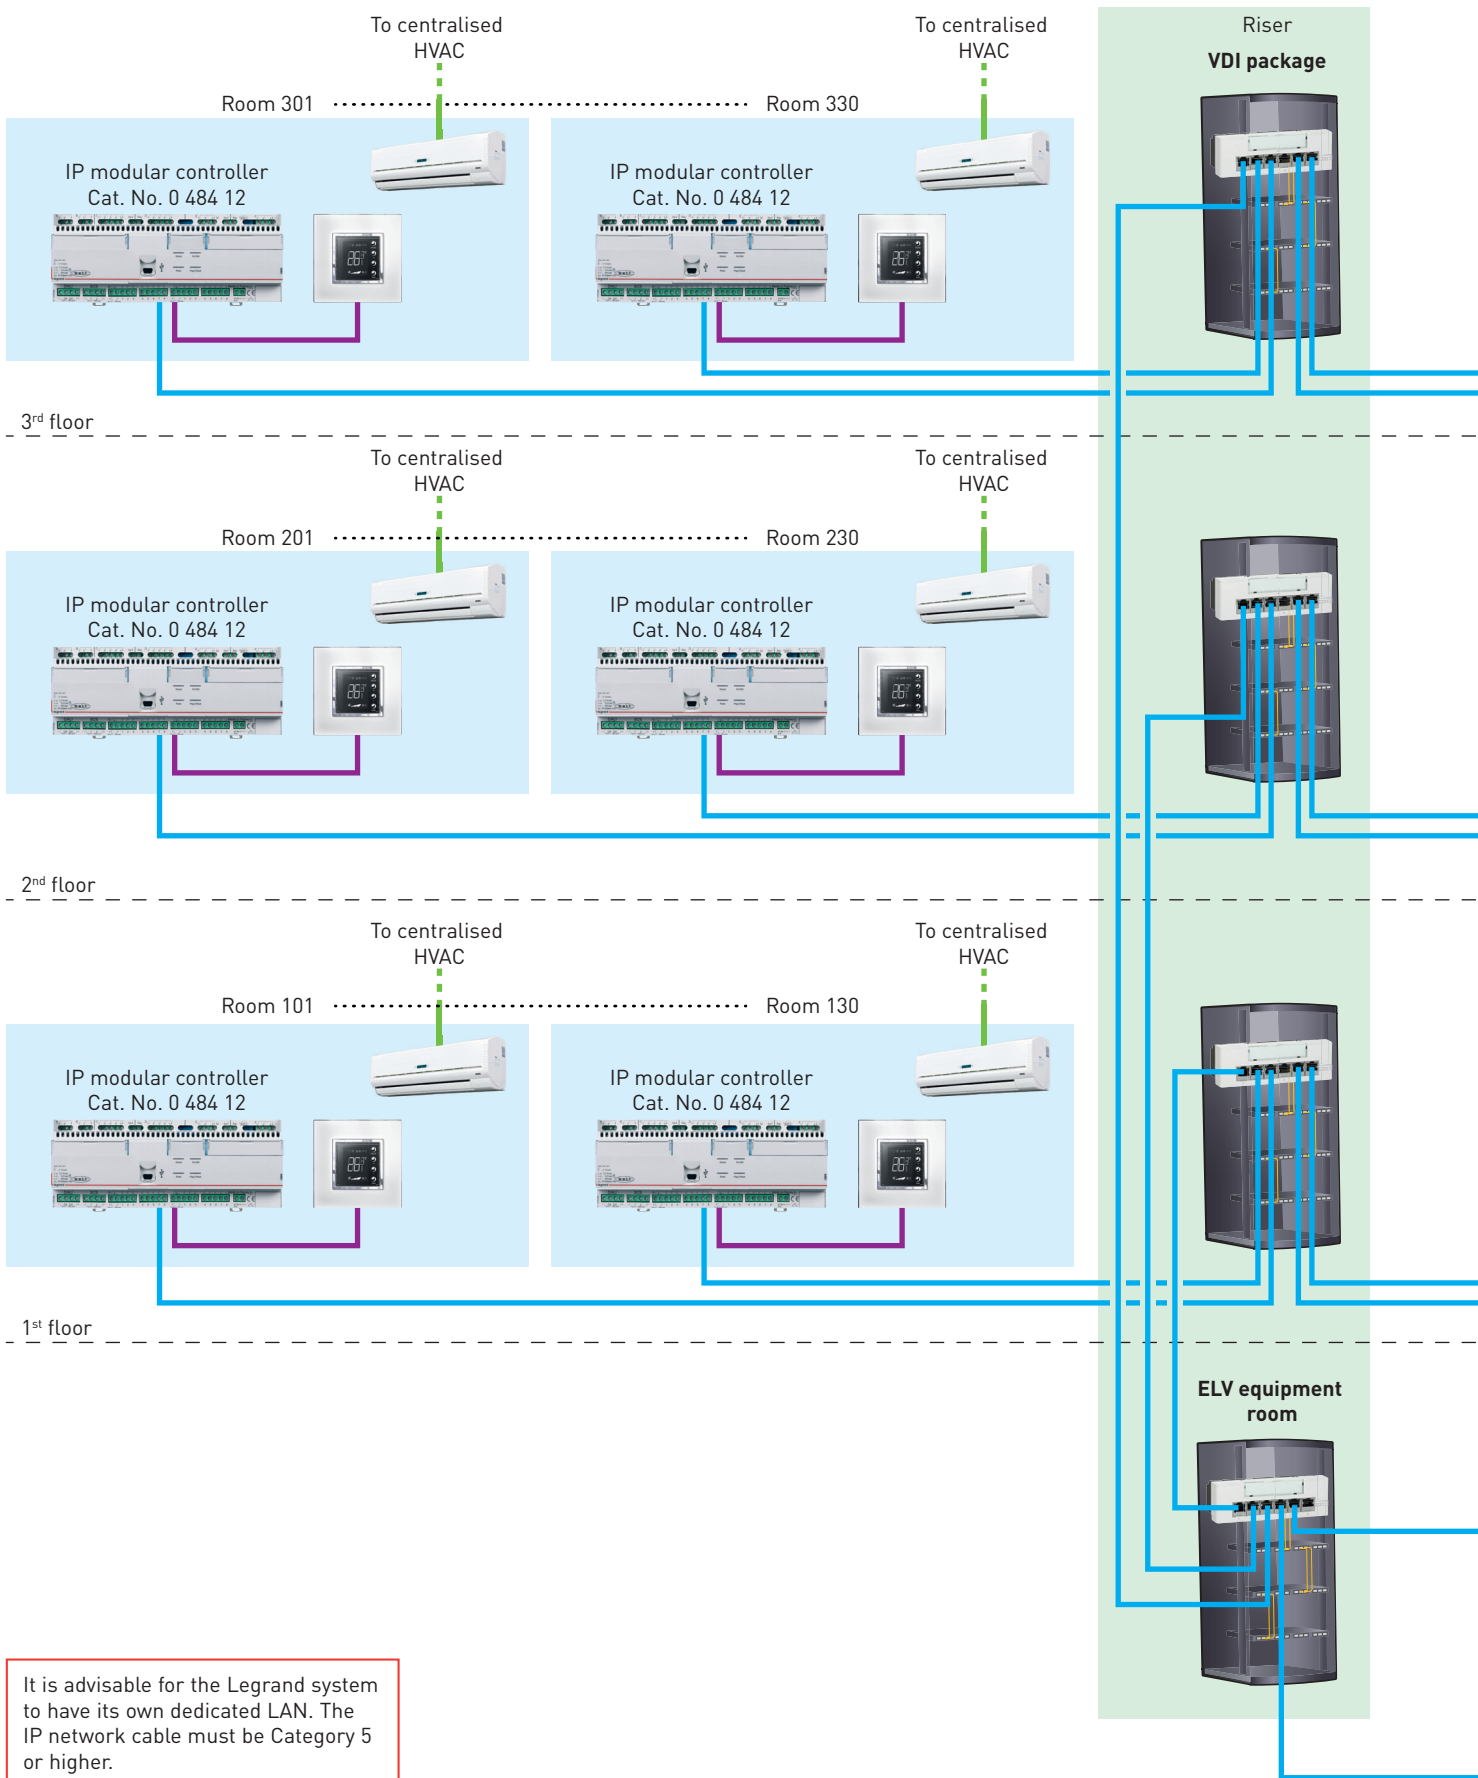 To centralised
HVAC
To centralised
HVAC
Riser
VDI package
Room 301
Room 330
IP modular controller
Cat. No. 0 484 12
IP modular controller
Cat. No. 0 484 12
3rd floor
To centralised
HVAC
To centralised
HVAC
Room 201
Room 230
IP modular controller
Cat. No. 0 484 12
IP modular controller
Cat. No. 0 484 12
2nd floor
To centralised
HVAC
To centralised
HVAC
Room 101
Room 130
IP modular controller
Cat. No. 0 484 12
IP modular controller
Cat. No. 0 484 12
1st floor
ELV equipment
room
It is advisable for the Legrand system
to have its own dedicated LAN. The
IP network cable must be Category 5
or higher.